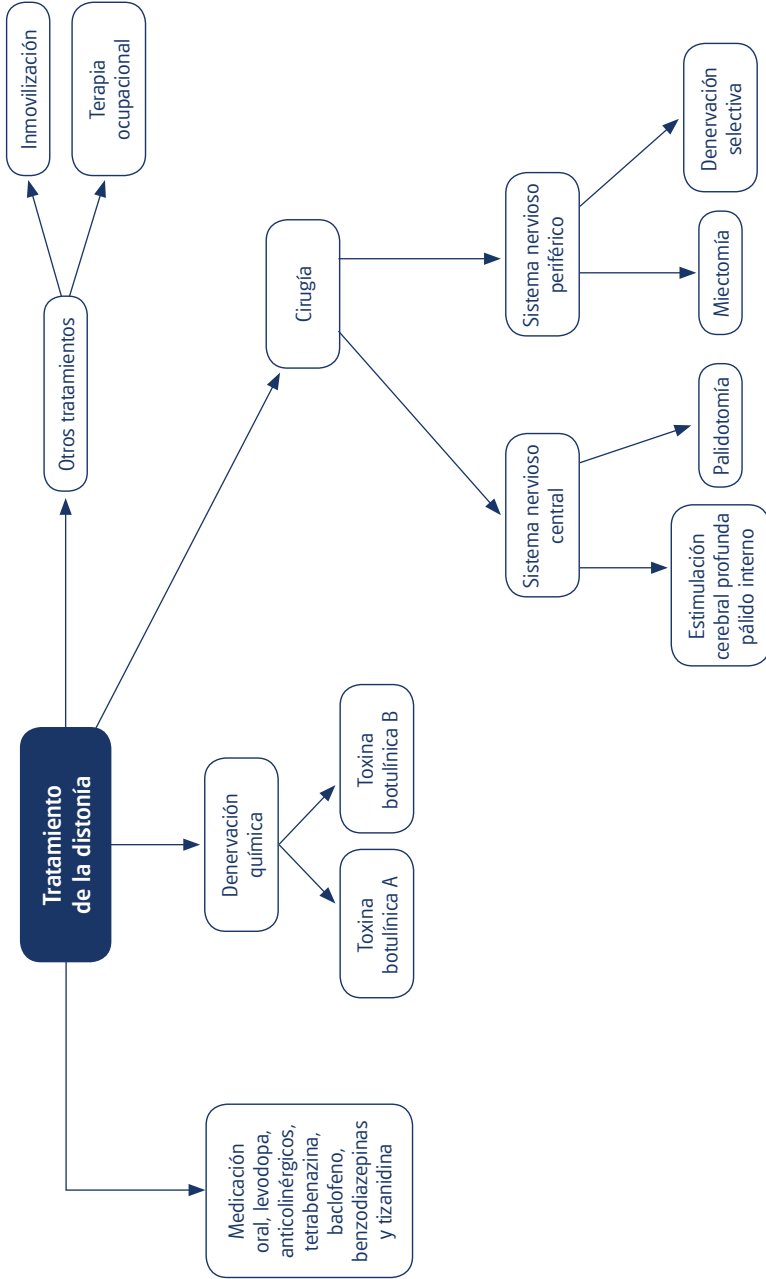 Tratamiento
de la distonía
Medicación
oral, levodopa,
anticolinérgicos,
tetrabenazina,
baclofeno,
benzodiazepinas
y tizanidina
Denervación
química
Toxina
botulínica A
Toxina
botulínica B
Cirugía
Sistema nervioso
central
Estimulación
cerebral profunda
pálido interno
Palidotomía
Sistema nervioso
periférico
Miectomía
Denervación
selectiva
Otros tratamientos
Inmovilización
Terapia
ocupacional